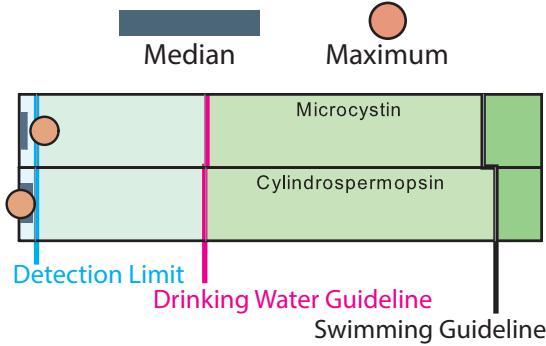 Median
Maximum
Microcystin
Cylindrospermopsin
Detection Limit
Drinking Water Guideline
Swimming Guideline